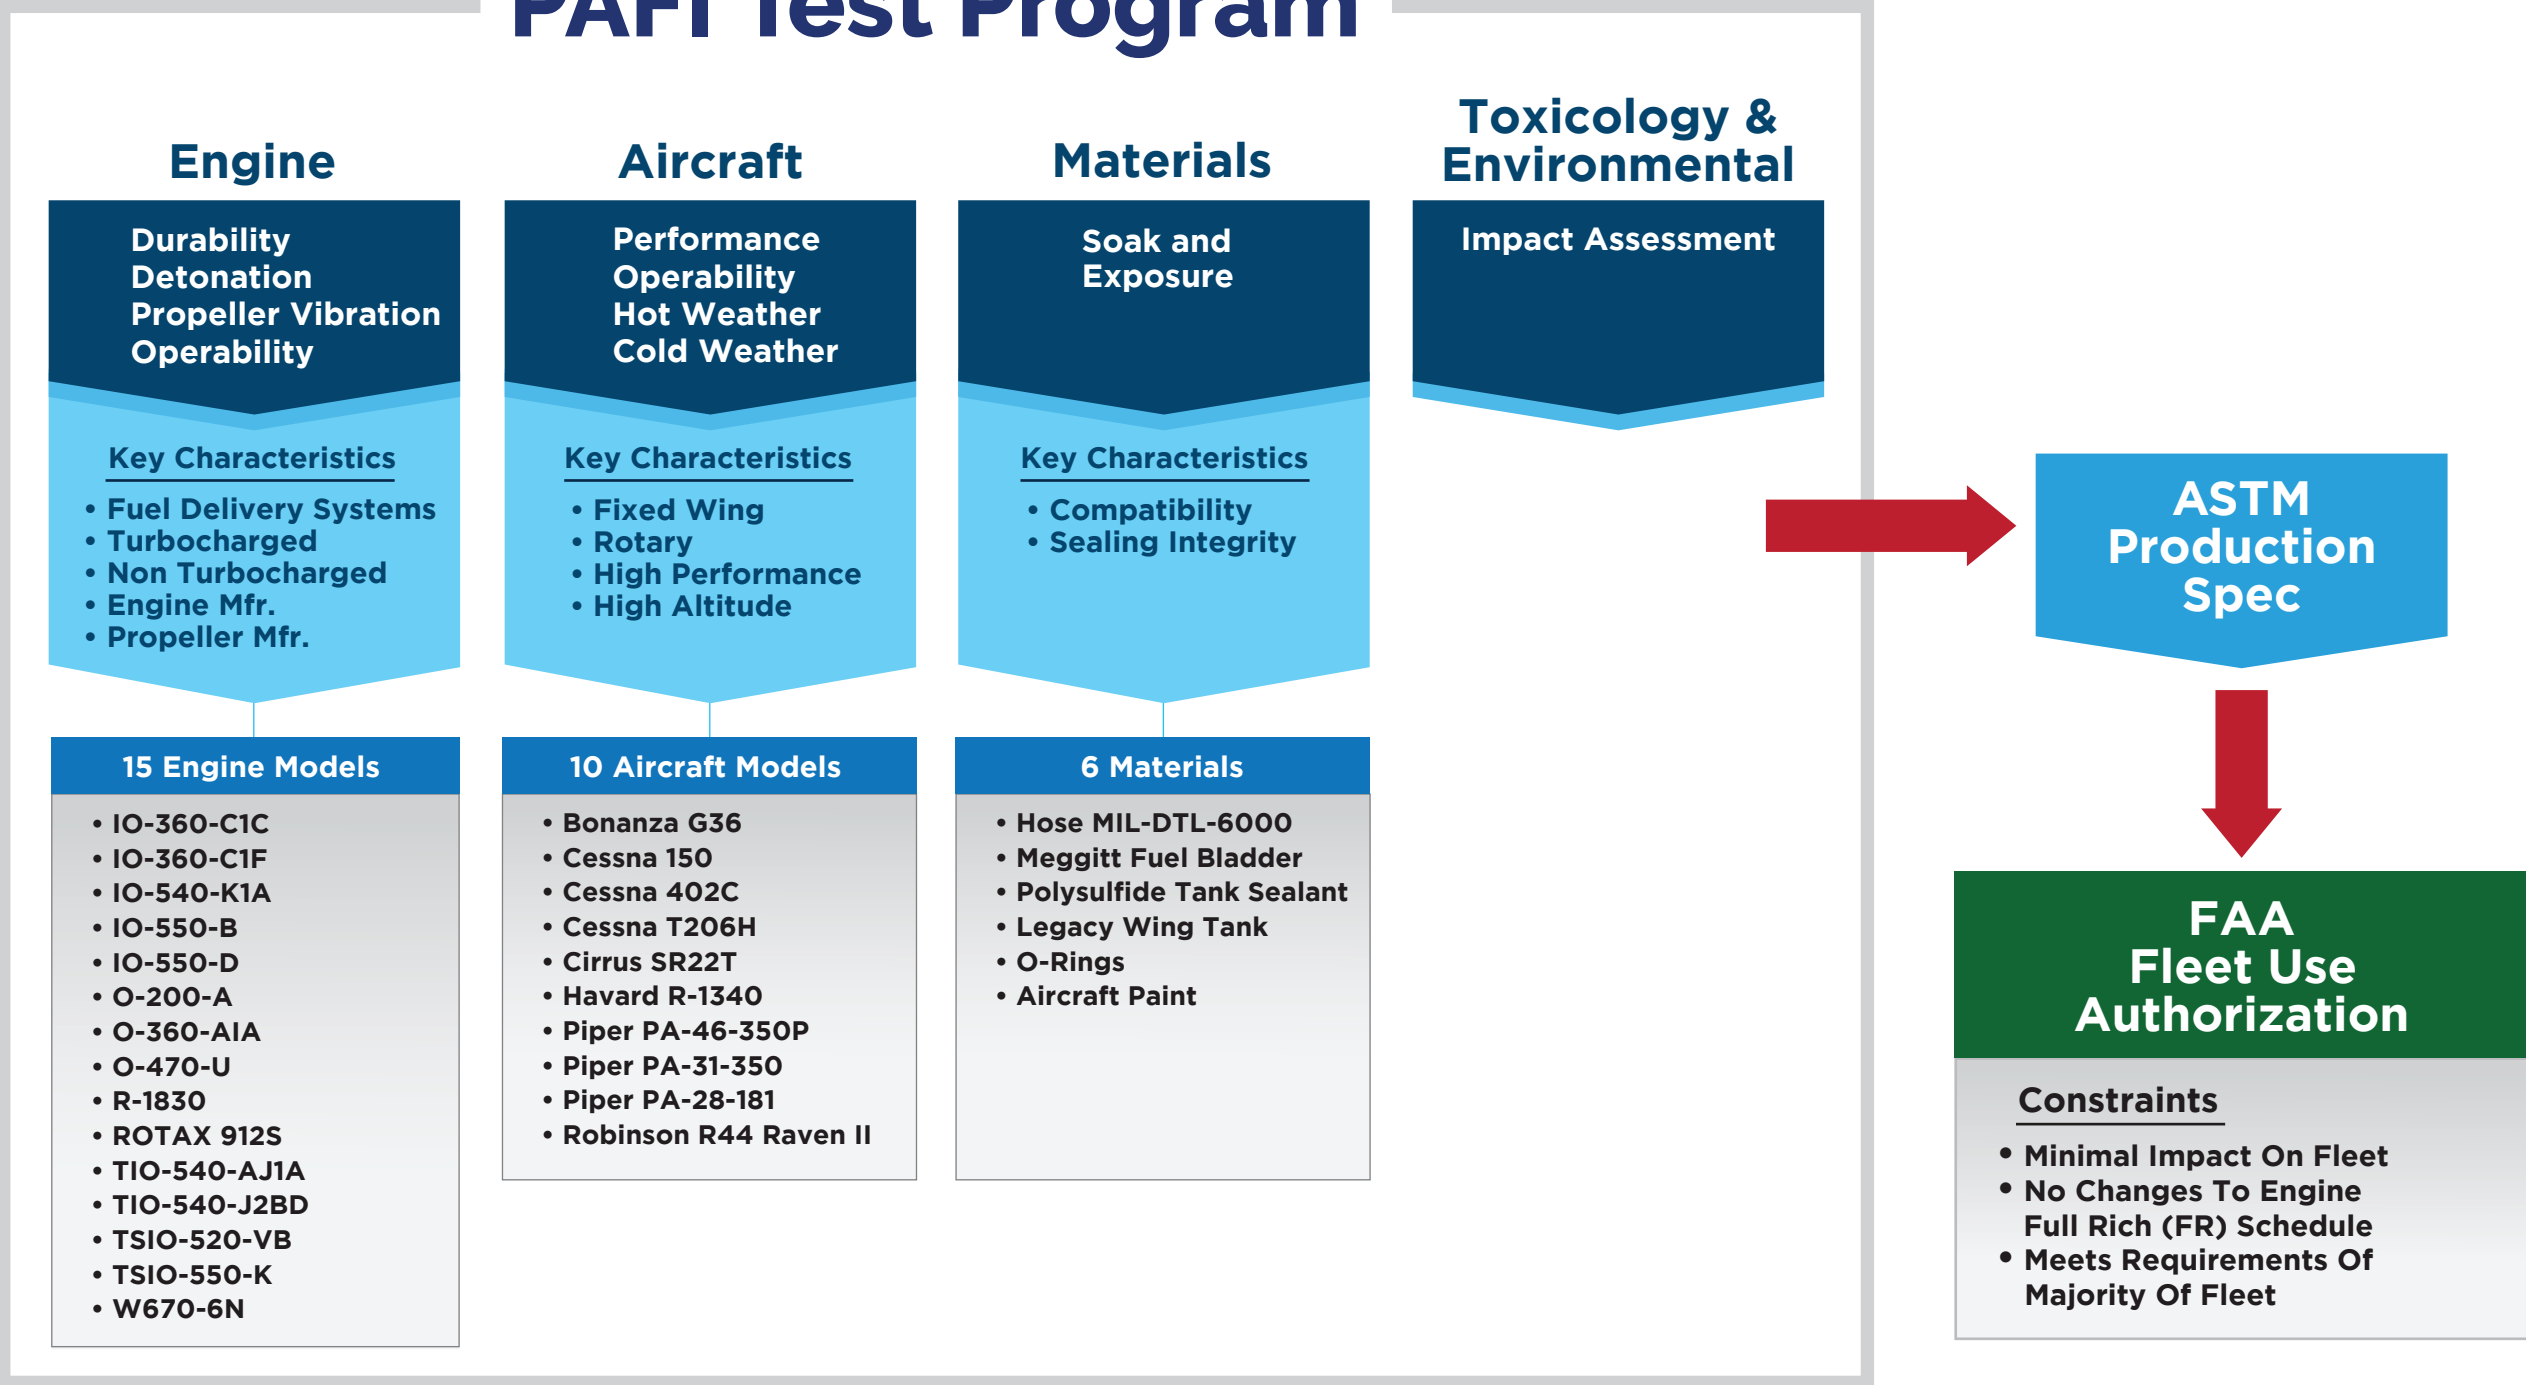 PAFI Test Program
Engine
Durability
Detonation
Propeller Vibration
Operability
Key Characteristics
• Fuel Delivery Systems
• Turbocharged
• Non Turbocharged
• Engine Mfr.
• Propeller Mfr.
15 Engine Models
• IO-360-C1C
• IO-360-C1F
• IO-540-K1A
• IO-550-B
• IO-550-D
• O-200-A
• O-360-AIA
• O-470-U
• R-1830
• ROTAX 912S
• TIO-540-AJ1A
• TIO-540-J2BD
• TSIO-520-VB
• TSIO-550-K
• W670-6N
Aircraft
Performance
Operability
Hot Weather
Cold Weather
Key Characteristics
• Fixed Wing
• Rotary
• High Performance
• High Altitude
10 Aircraft Models
• Bonanza G36
• Cessna 150
• Cessna 402C
• Cessna T206H
• Cirrus SR22T
• Havard R-1340
• Piper PA-46-350P
• Piper PA-31-350
• Piper PA-28-181
• Robinson R44 Raven II
Materials
Soak and
Exposure
Key Characteristics
• Compatibility
• Sealing Integrity
6 Materials
• Hose MIL-DTL-6000
• Meggitt Fuel Bladder
• Polysulfide Tank Sealant
• Legacy Wing Tank
• O-Rings
• Aircraft Paint
Toxicology &
Environmental
Impact Assessment
ASTM
Production
Spec
FAA
Fleet Use
Authorization
Constraints
• Minimal Impact On Fleet
• No Changes To Engine
Full Rich (FR) Schedule
• Meets Requirements Of
Majority Of Fleet